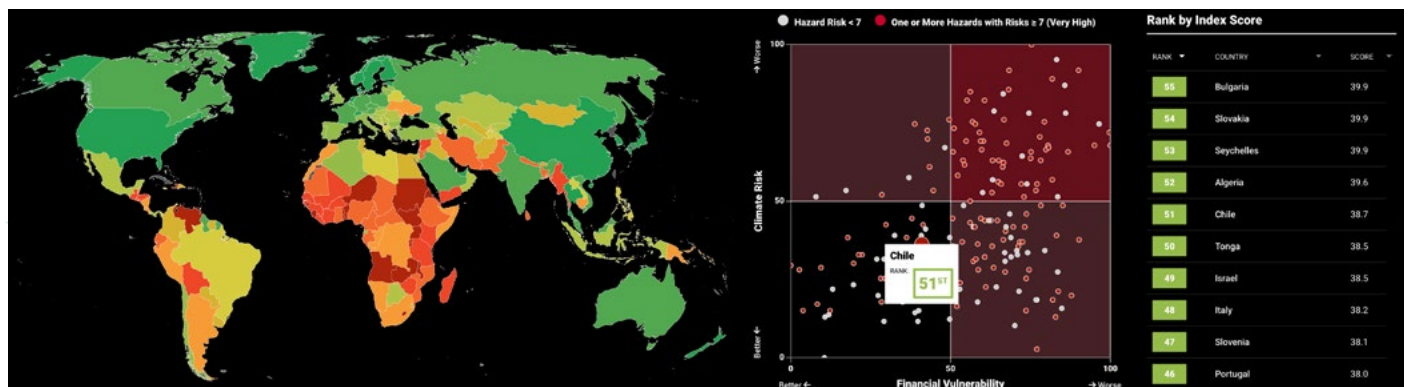 Hazard Risk < 7
One or More Hazards with Risks ≥ 7 (Very High)
→ Worse
100
Climate Risk
50
Better ←
0
0
50
100
Better ←
Financial Vulnerability
→ Worse
Chile
RANK
51ST
Rank by Index Score
RANK COUNTRY SCORE
55 Bulgaria 39.9
54 Slovakia 39.9
53 Seychelles 39.9
52 Algeria 39.6
51 Chile 38.7
50 Tonga 38.5
49 Israel 38.5
48 Italy 38.2
47 Slovenia 38.1
46 Portugal 38.0